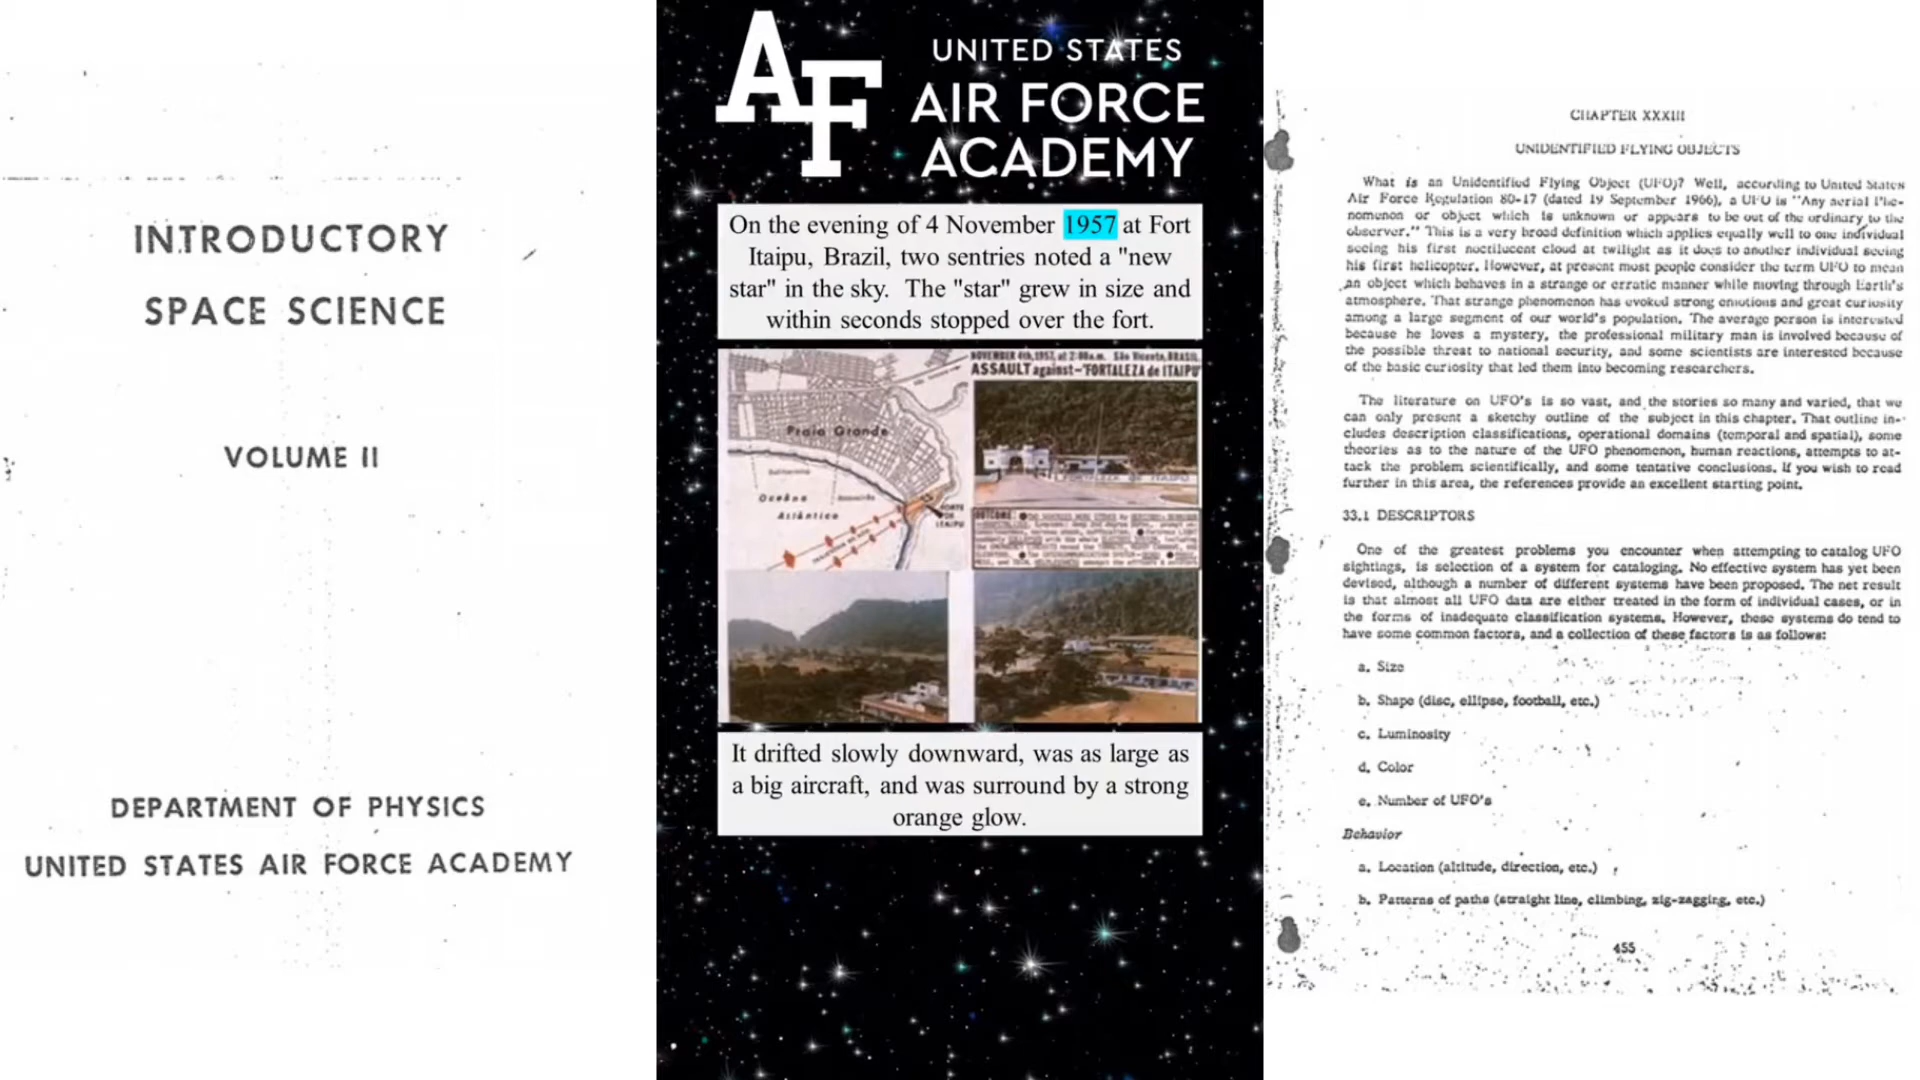 INTRODUCTORY
SPACE SCIENCE
VOLUME II
DEPARTMENT OF PHYSICS
UNITED STATES AIR FORCE ACADEMY
AF
UNITED STATES
AIR FORCE
ACADEMY
On the evening of 4 November 1957 at Fort
Itaipu, Brazil, two sentries noted a "new
star" in the sky. The "star" grew in size and
within seconds stopped over the fort.
NOVEMBER 4th, 1957, at 2:00a.m. São Vicente, BRASIL
ASSAULT against-"FORTALEZA de ITAIPU"
Praia Grande
Oceâno
Atlântico
FORTE
DE
ITAIPU
FORTALEZA DE ITAIPU
OUTCOME:
It drifted slowly downward, was as large as
a big aircraft, and was surround by a strong
orange glow.
CHAPTER XXXIII
UNIDENTIFIED FLYING OBJECTS
What is an Unidentified Flying Object (UFO)? Well, according to United States
Air Force Regulation 80-17 (dated 19 September 1966), a UFO is "Any aerial Phe-
nomenon or object which is unknown or appears to be out of the ordinary to the
observer." This is a very broad definition which applies equally well to one individual
seeing his first noctilucent cloud at twilight as it does to another individual seeing
his first helicopter. However, at present most people consider the term UFO to mean
an object which behaves in a strange or erratic manner while moving through Earth's
atmosphere. That strange phenomenon has evoked strong emotions and great curiosity
among a large segment of our world's population. The average person is interested
because he loves a mystery, the professional military man is involved because of
the possible threat to national security, and some scientists are interested because
of the basic curiosity that led them into becoming researchers.
The literature on UFO's is so vast, and the stories so many and varied, that we
can only present a sketchy outline of the subject in this chapter. That outline in-
cludes description classifications, operational domains (temporal and spatial), some
theories as to the nature of the UFO phenomenon, human reactions, attempts to at-
tack the problem scientifically, and some tentative conclusions. If you wish to read
further in this area, the references provide an excellent starting point.
33.1 DESCRIPTORS
One of the greatest problems you encounter when attempting to catalog UFO
sightings, is selection of a system for cataloging. No effective system has yet been
devised, although a number of different systems have been proposed. The net result
is that almost all UFO data are either treated in the form of individual cases, or in
the forms of inadequate classification systems. However, these systems do tend to
have some common factors, and a collection of these factors is as follows:
a. Size
b. Shape (disc, ellipse, football, etc.)
c. Luminosity
d. Color
e. Number of UFO's
Behavior
a. Location (altitude, direction, etc.)
b. Patterns of paths (straight line, climbing, zig-zagging, etc.)
455